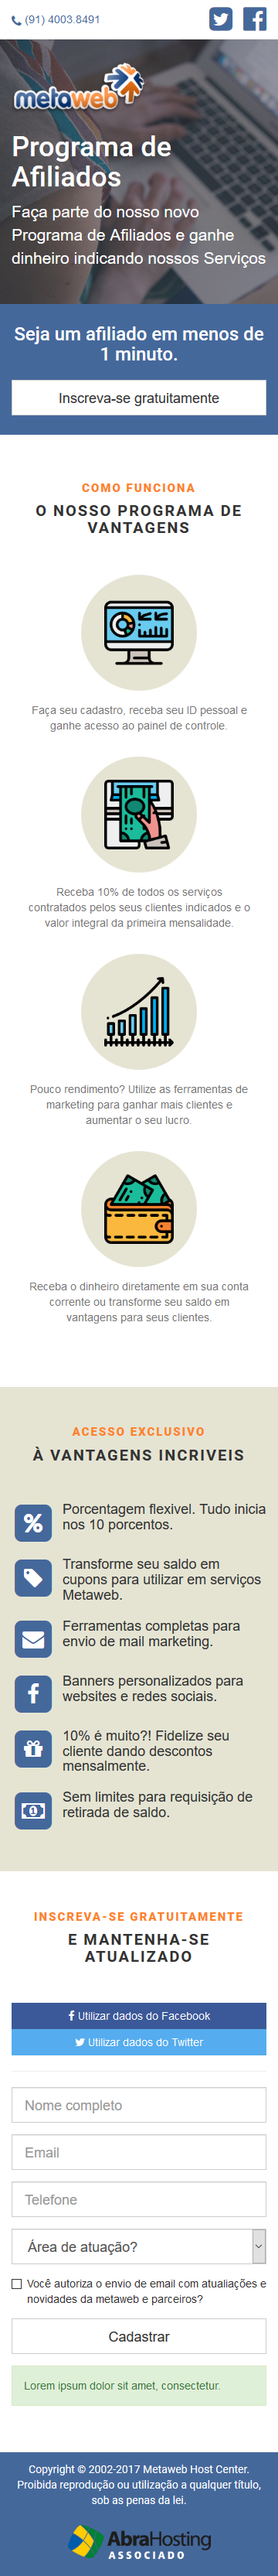 (91) 4003.8491
metaweb
Programa de
Afiliados
Faça parte do nosso novo
Programa de Afiliados e ganhe
dinheiro indicando nossos Serviços
Seja um afiliado em menos de
1 minuto.
Inscreva-se gratuitamente
COMO FUNCIONA
O NOSSO PROGRAMA DE
VANTAGENS
Faça seu cadastro, receba seu ID pessoal e
ganhe acesso ao painel de controle.
Receba 10% de todos os serviços
contratados pelos seus clientes indicados e o
valor integral da primeira mensalidade.
Pouco rendimento? Utilize as ferramentas de
marketing para ganhar mais clientes e
aumentar o seu lucro.
Receba o dinheiro diretamente em sua conta
corrente ou transforme seu saldo em
vantagens para seus clientes.
ACESSO EXCLUSIVO
À VANTAGENS INCRIVEIS
Porcentagem flexivel. Tudo inicia
nos 10 porcentos.
Transforme seu saldo em
cupons para utilizar em serviços
Metaweb.
Ferramentas completas para
envio de mail marketing.
Banners personalizados para
websites e redes sociais.
10% é muito?! Fidelize seu
cliente dando descontos
mensalmente.
Sem limites para requisição de
retirada de saldo.
INSCREVA-SE GRATUITAMENTE
E MANTENHA-SE
ATUALIZADO
Utilizar dados do Facebook
Utilizar dados do Twitter
Nome completo
Email
Telefone
Área de atuação?
Você autoriza o envio de email com atualiações e
novidades da metaweb e parceiros?
Cadastrar
Lorem ipsum dolor sit amet, consectetur.
Copyright © 2002-2017 Metaweb Host Center.
Proibida reprodução ou utilização a qualquer título,
sob as penas da lei.
AbraHosting
ASSOCIADO